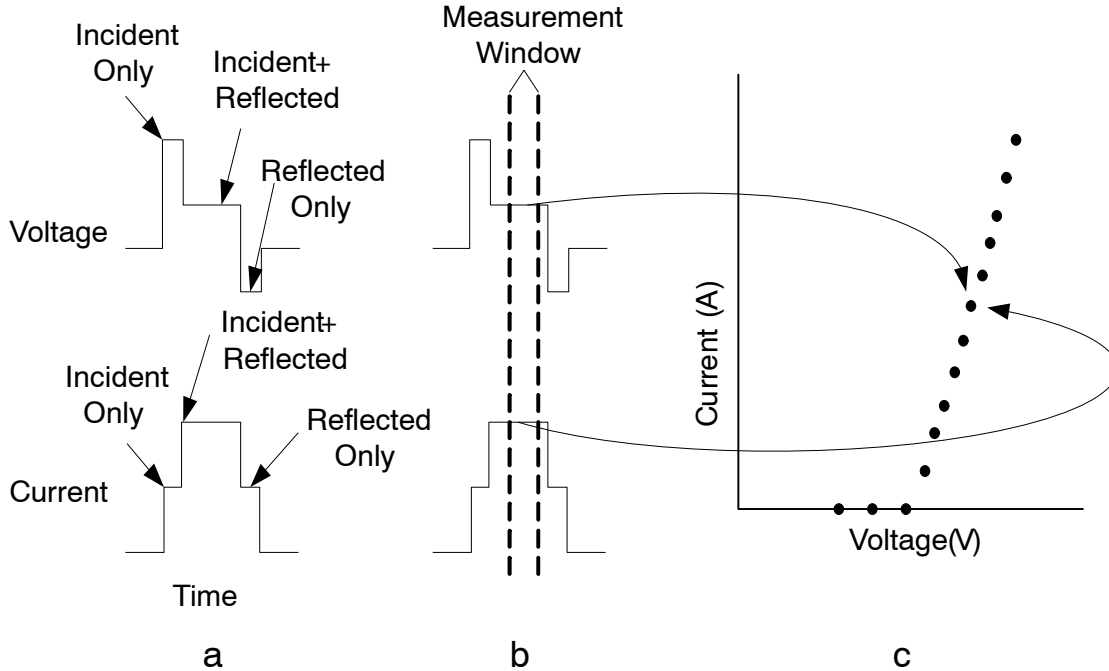 Incident
Only
Incident+
Reflected
Reflected
Only
Voltage
Incident+
Reflected
Incident
Only
Reflected
Only
Current
Time
a
Measurement
Window
b
Current (A)
Voltage(V)
c